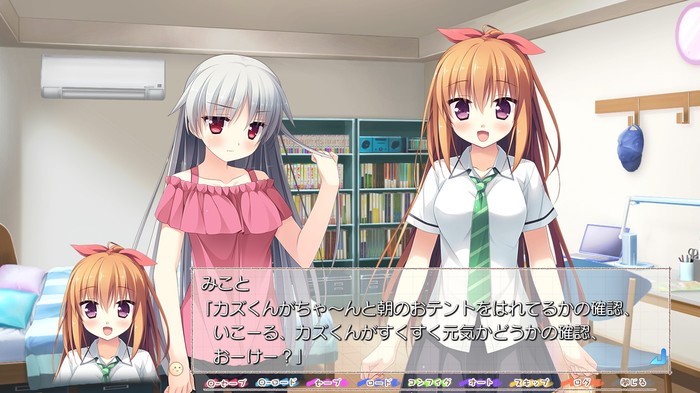 みこと
「カズくんがちゃ～んと朝のおテントをはれてるかの確認、
いこーる、カズくんがすくすく元気かどうかの確認、
おーけー？」
Q-セーブ Q-ロード セーブ ロード コンフィグ オート スキップ ログ 閉じる